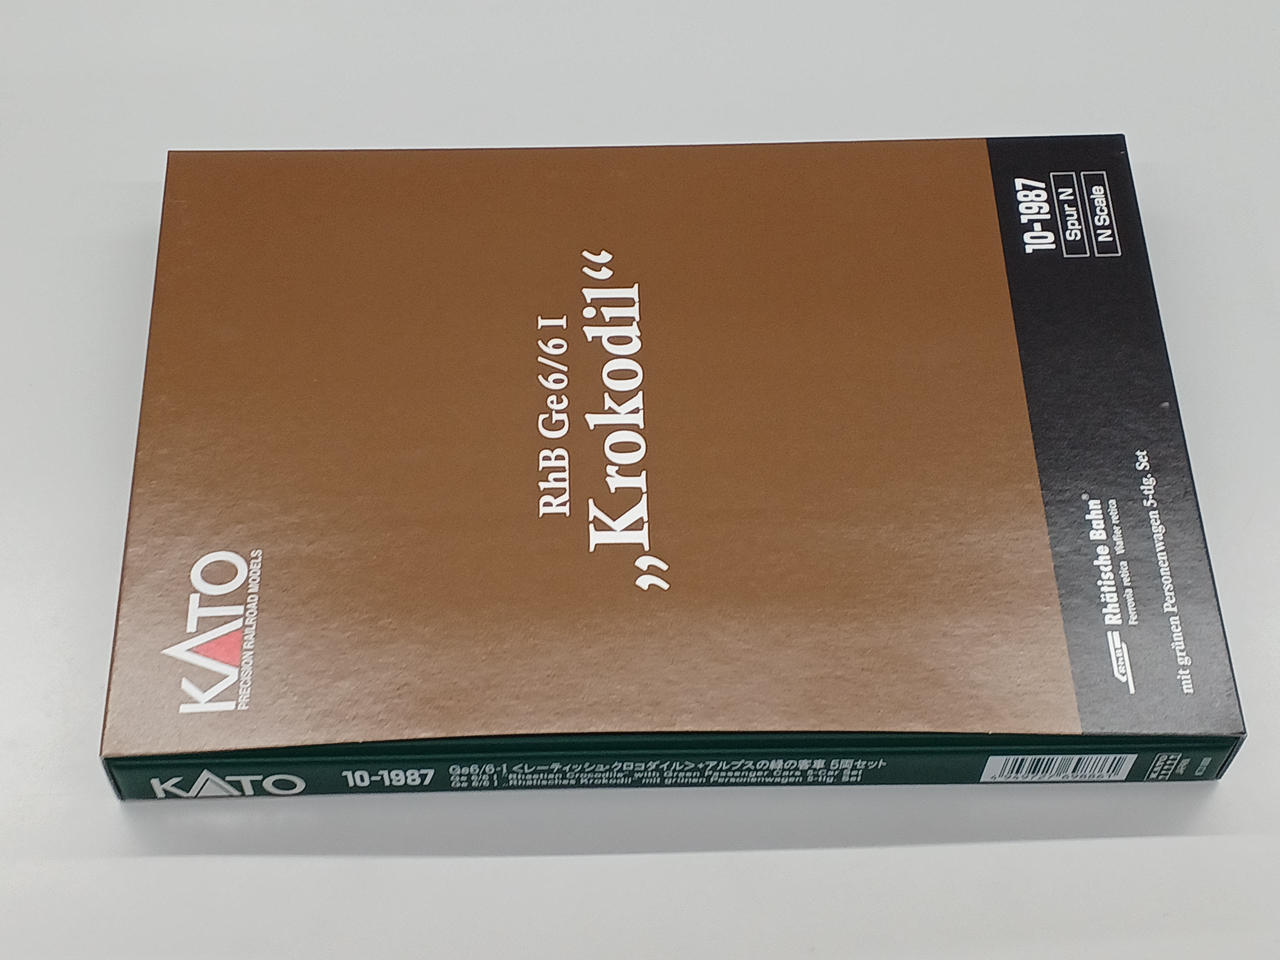 KATO
PRECISION RAILROAD MODELS
RhB Ge 6/6 I
„Krokodil“
10-1987
Spur N
N Scale
RhB
Rhätische Bahn®
Ferrovia retica Viafier retica
mit grünen Personenwagen 5-tlg. Set
KATO
10-1987
Ge6/6-I <レーティッシュ・クロコダイル>+アルプスの緑の客車 5両セット
Ge 6/6 I "Rhaetian Crocodile" with Green Passenger Cars 5-Car Set
Ge 6/6 I „Rhätisches Krokodil“ mit grünen Personenwagen 5-tlg. Set